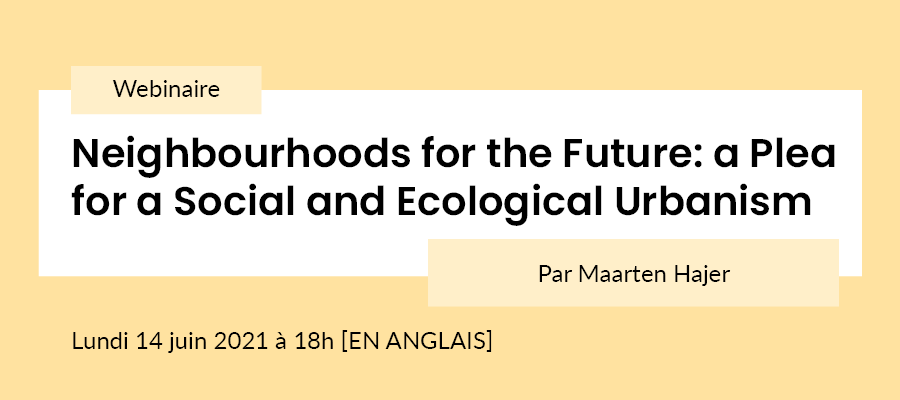 Webinaire
Neighbourhoods for the Future: a Plea
for a Social and Ecological Urbanism
Par Maarten Hajer
Lundi 14 juin 2021 à 18h [EN ANGLAIS]